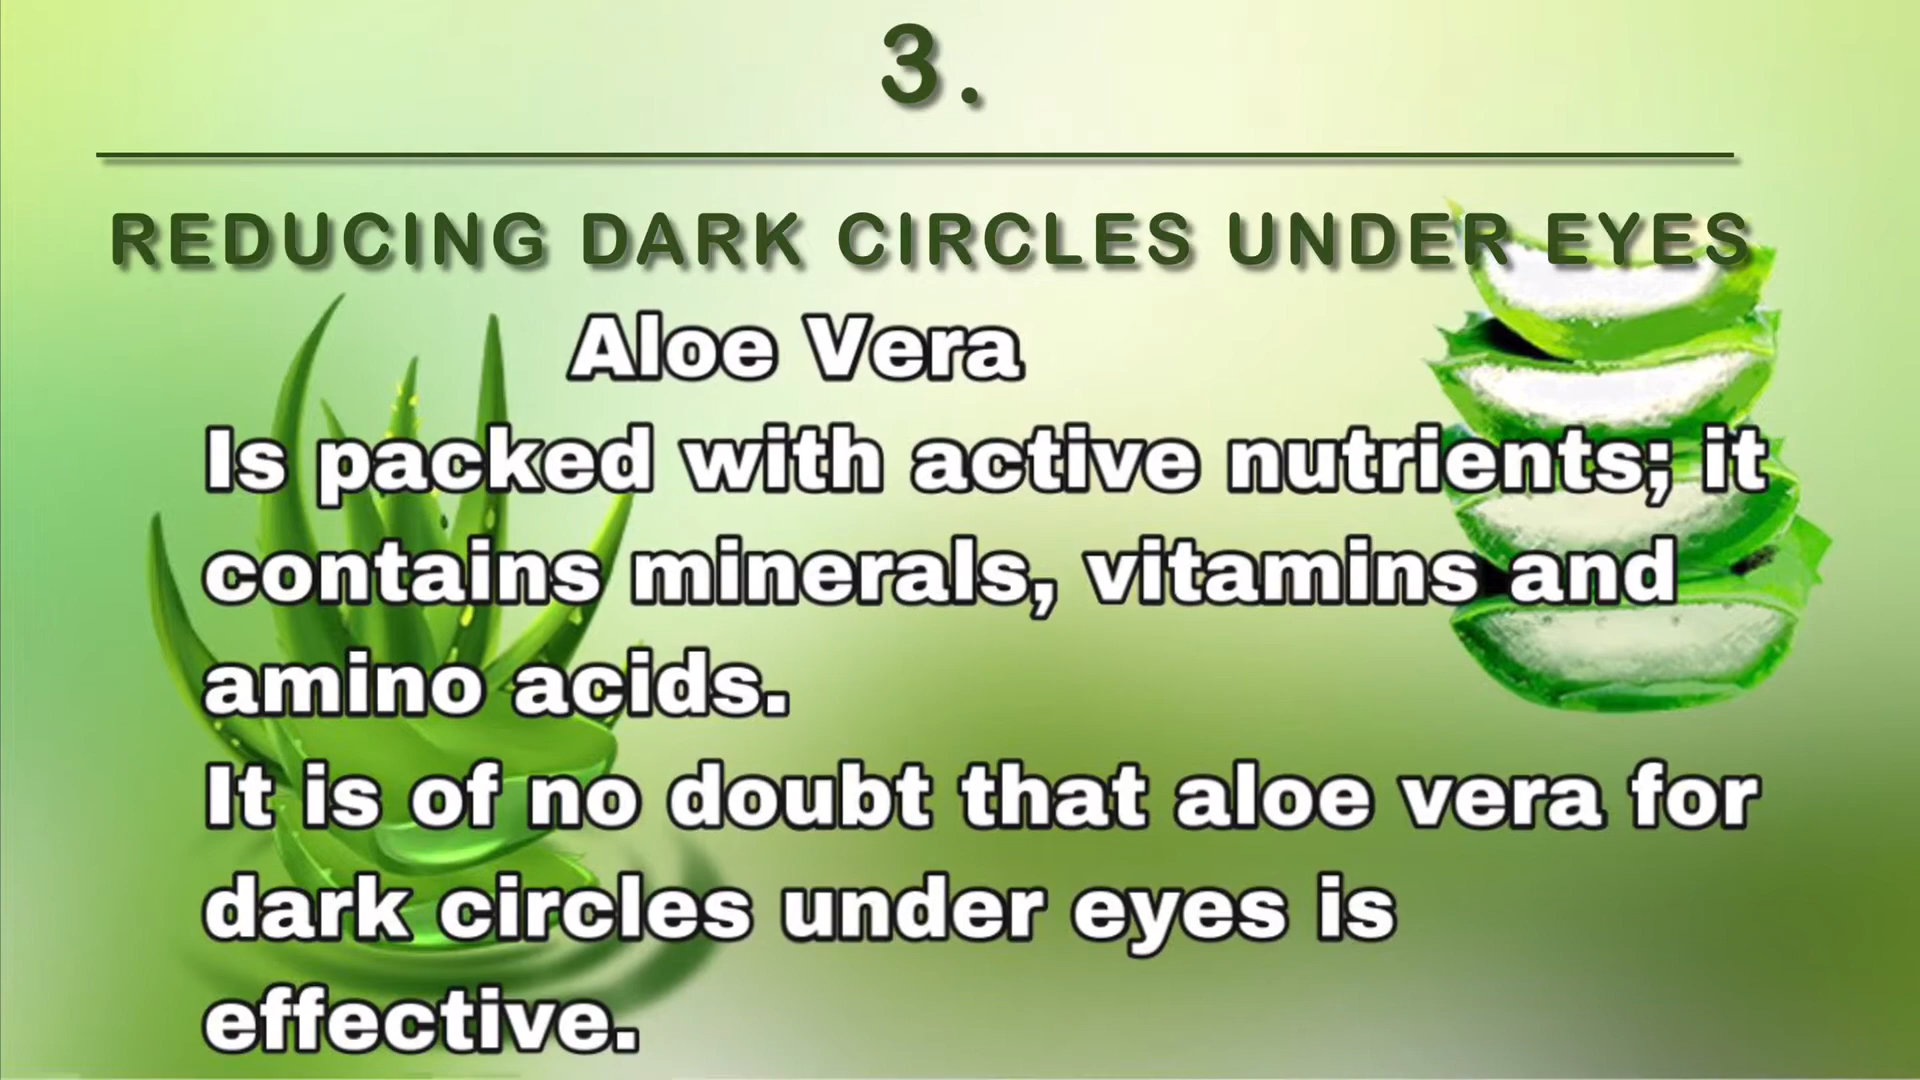 3.
REDUCING DARK CIRCLES UNDER EYES
Aloe Vera
Is packed with active nutrients; it
contains minerals, vitamins and
amino acids.
It is of no doubt that aloe vera for
dark circles under eyes is
effective.